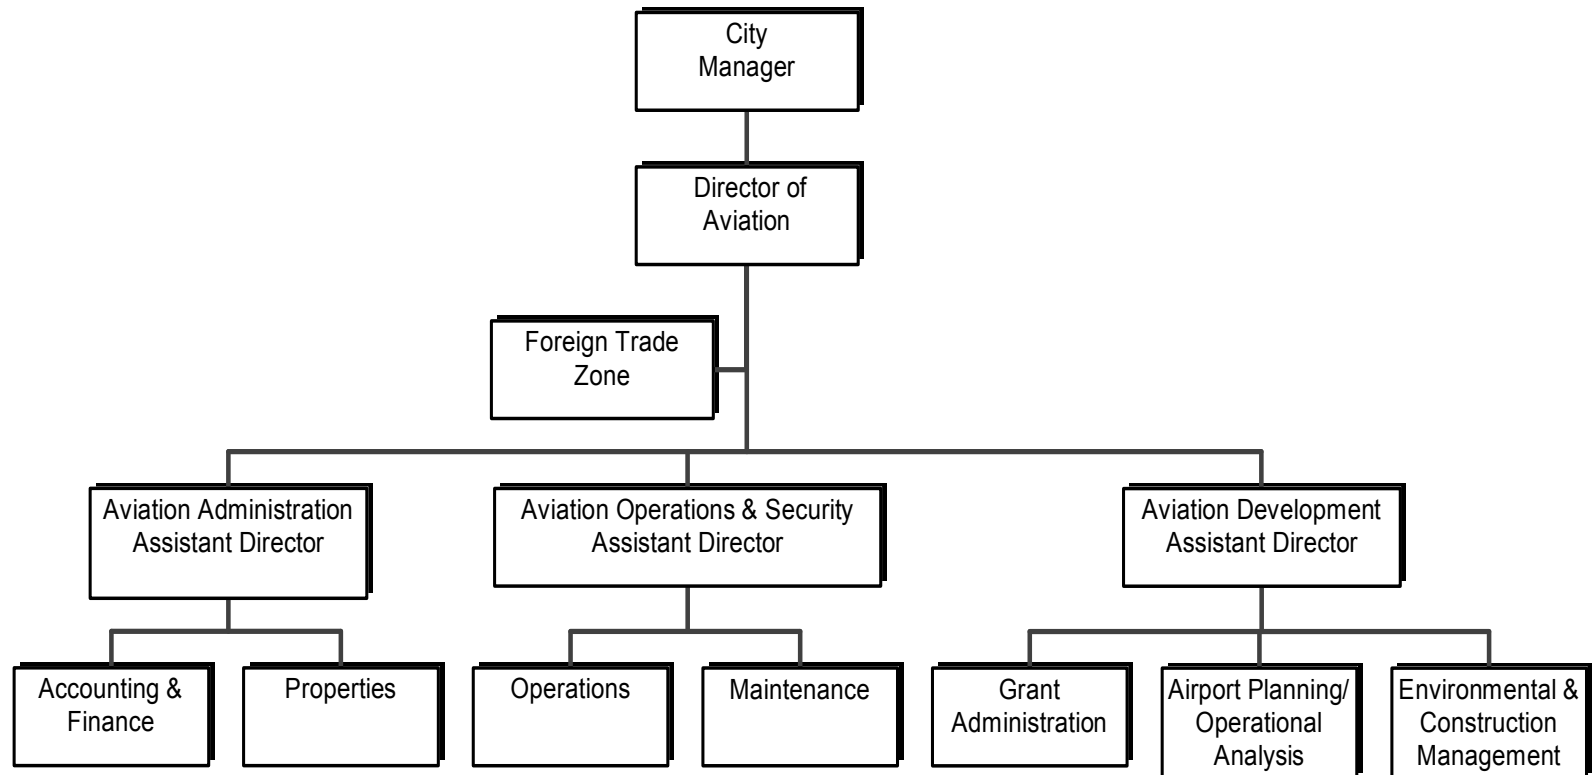 City
Manager
Director of
Aviation
Foreign Trade
Zone
Aviation Administration
Assistant Director
Aviation Operations & Security
Assistant Director
Aviation Development
Assistant Director
Accounting &
Finance
Properties
Operations
Maintenance
Grant
Administration
Airport Planning/
Operational
Analysis
Environmental &
Construction
Management